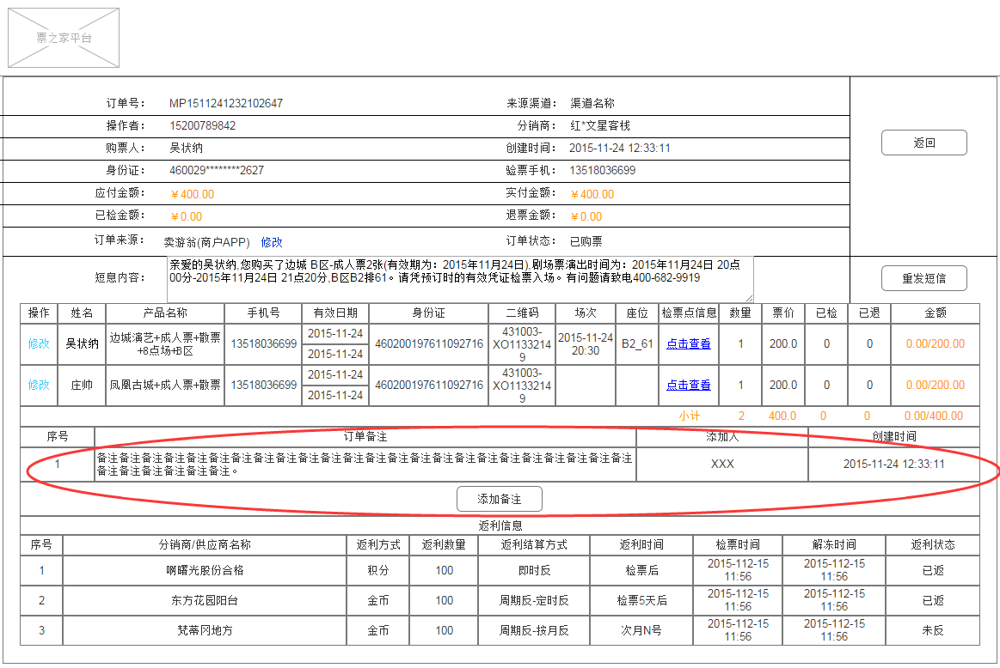 票之家平台
订单号： MP1511241232102647 来源渠道： 渠道名称
操作者： 15200789842 分销商： 红*文星客栈
购票人： 吴状纳 创建时间： 2015-11-24 12:33:11
返回
身份证： 460029********2627 验票手机： 13518036699
应付金额： ￥400.00 实付金额： ￥400.00
已检金额： ￥0.00 退票金额： ￥0.00
订单来源： 卖游翁(商户APP) 修改 订单状态： 已购票
短息内容： 亲爱的吴状纳,您购买了边城 B区-成人票2张(有效期为：2015年11月24日),剧场票演出时间为：2015年11月24日 20点
00分-2015年11月24日 21点20分,B区B2排61。请凭预订时的有效凭证检票入场。有问题请致电400-682-9919
重发短信
操作 姓名 产品名称 手机号 有效日期 身份证 二维码 场次 座位 检票点信息 数量 票价 已检 已退 金额
修改 吴状纳 边城演艺+成人票+散票
+8点场+B区 13518036699 2015-11-24
2015-11-24 460200197611092716 431003-
XO1133214
9 2015-11-24
20:30 B2_61 点击查看 1 200.0 0 0 0.00/200.00
修改 庄帅 凤凰古城+成人票+散票 13518036699 2015-11-24
2015-11-24 460200197611092716 431003-
XO1133214
9 点击查看 1 200.0 0 0 0.00/200.00
小计 2 400.0 0 0 0.00/400.00
序号 订单备注 添加人 创建时间
1 备注备注备注备注备注备注备注备注备注备注备注备注备注备注备注备注备注备注备注备注备注备注备注备注
备注备注备注备注备注备注。 XXX 2015-11-24 12:33:11
添加备注
返利信息
序号 分销商/供应商名称 返利方式 返利数量 返利结算方式 返利时间 检票时间 解冻时间 返利状态
1 啊曙光股份合格 积分 100 即时反 检票后 2015-112-15
11:56 2015-112-15
11:56 已返
2 东方花园阳台 金币 100 周期反-定时反 检票5天后 2015-112-15
11:56 2015-112-15
11:56 已返
3 梵蒂冈地方 金币 100 周期反-按月反 次月N号 2015-112-15
11:56 2015-112-15
11:56 未反